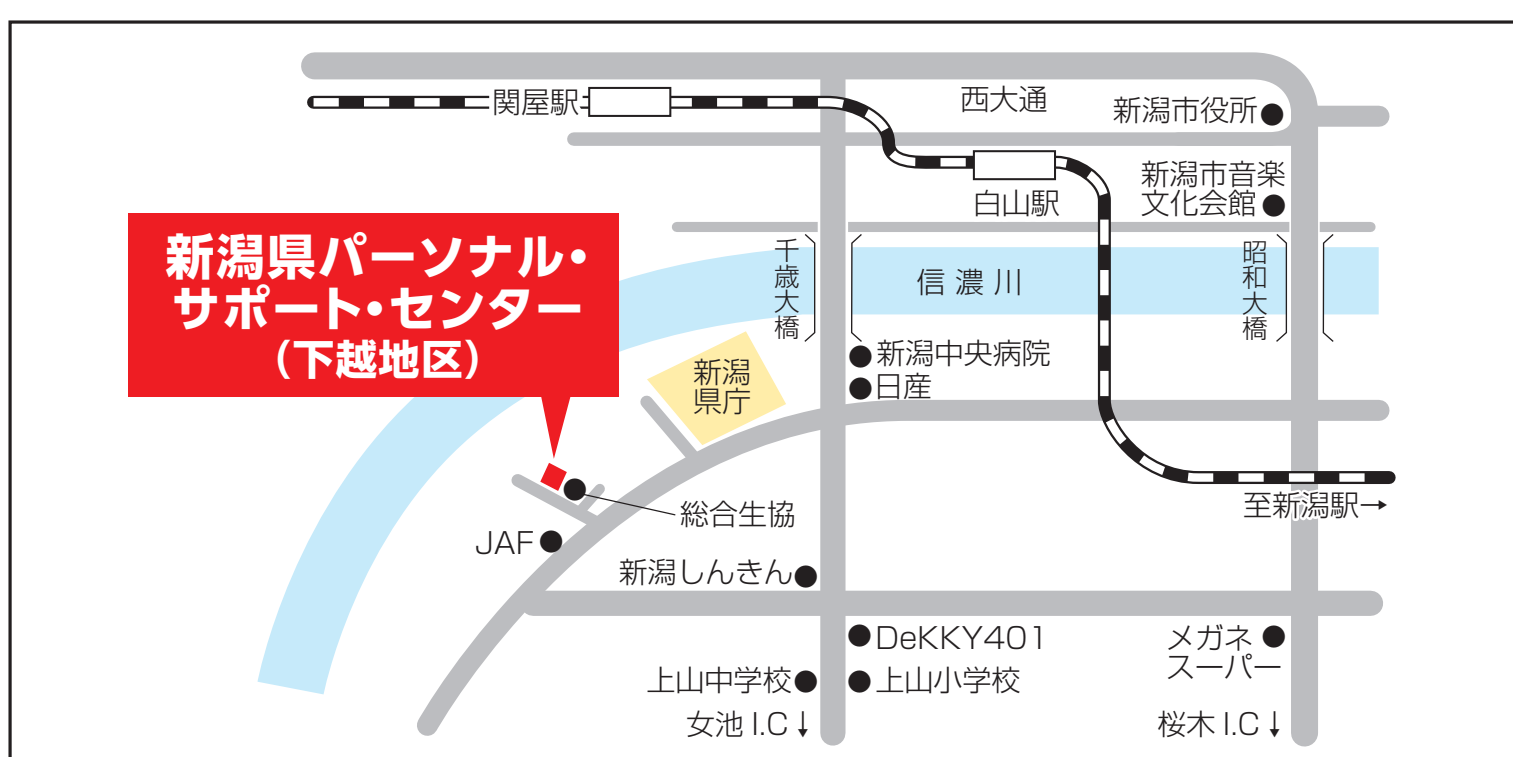 関屋駅
西大通
新潟市役所
新潟市音楽
文化会館
白山駅
新潟県パーソナル・
サポート・センター
(下越地区)
千歳大橋
信濃川
昭和大橋
新潟中央病院
日産
新潟
県庁
総合生協
至新潟駅→
JAF
新潟しんきん
DeKKY401
メガネ
スーパー
上山中学校
上山小学校
女池 I.C↓
桜木 I.C↓